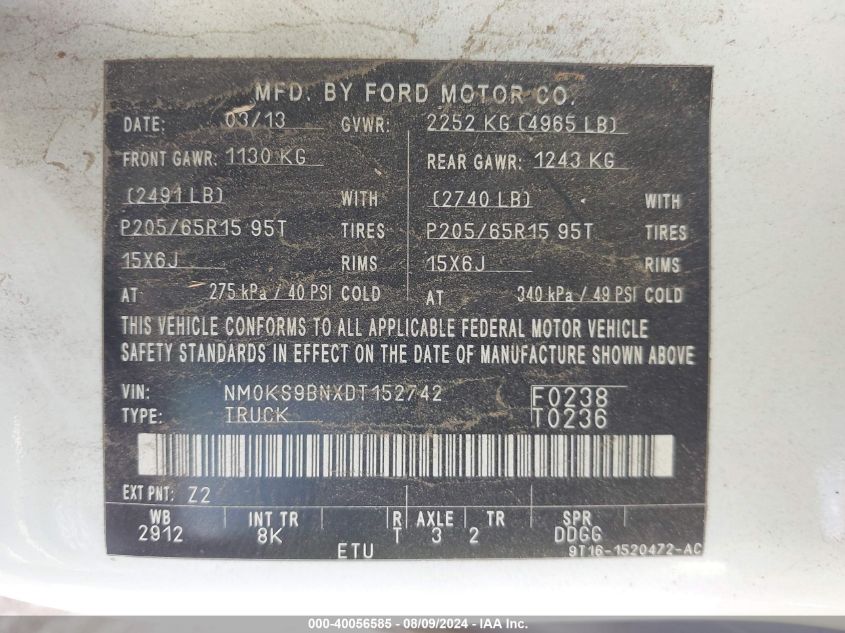 MFD. BY FORD MOTOR CO.
DATE: 03/13 GVWR: 2252 KG (4965 LB)
FRONT GAWR: 1130 KG REAR GAWR: 1243 KG
(2491 LB) WITH (2740 LB) WITH
P205/65R15 95T TIRES P205/65R15 95T TIRES
15X6J RIMS 15X6J RIMS
AT 275 kPa / 40 PSI COLD AT 340 kPa / 49 PSI COLD
THIS VEHICLE CONFORMS TO ALL APPLICABLE FEDERAL MOTOR VEHICLE
SAFETY STANDARDS IN EFFECT ON THE DATE OF MANUFACTURE SHOWN ABOVE
VIN: NM0KS9BNXDT152742 F0238
TYPE: TRUCK T0236
EXT PNT: Z2
WB INT TR R AXLE TR SPR
2912 8K T 3 2 DDGG
ETU 9T16-1520472-AC
000-40056585 - 08/09/2024 - IAA Inc.